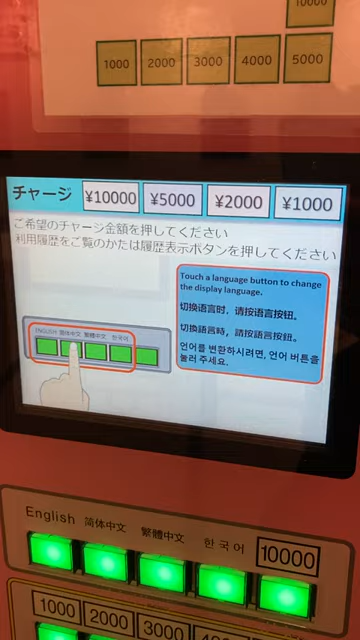 10000
1000 2000 3000 4000 5000
チャージ ¥10000 ¥5000 ¥2000 ¥1000
ご希望のチャージ金額を押してください
利用履歴をご覧のかたは履歴表示ボタンを押してください
Touch a language button to change
the display language.
切换语言时，请按语言按钮。
切換語言時，請按語言按鈕。
언어를 변환하시려면, 언어 버튼을
눌러 주세요.
ENGLISH 简体中文 繁體中文 한국어
English 简体中文 繁體中文 한국어 10000
1000 2000 3000